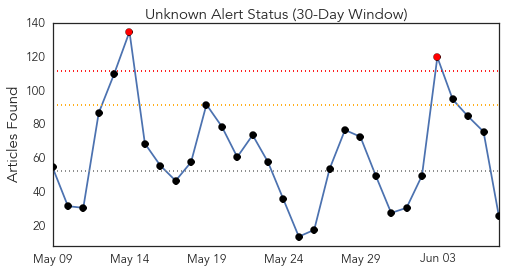 Unknown Alert Status (30-Day Window)
140
120
100
80
60
40
20
Articles Found
May 09 May 14 May 19 May 24 May 29 Jun 03